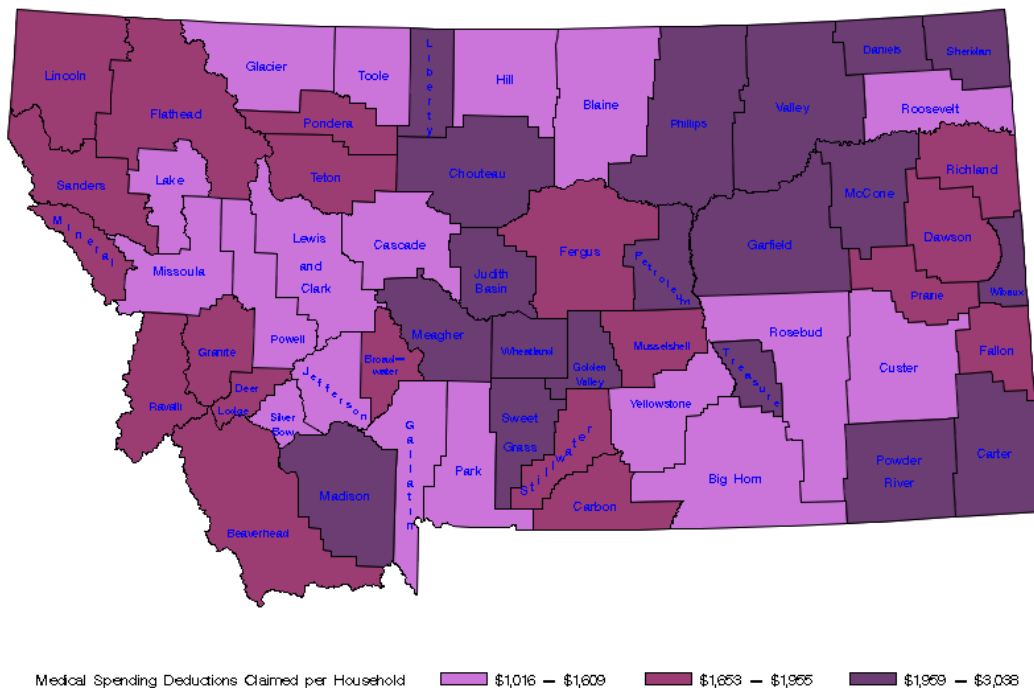 Lincoln
Flathead
Glacier
Toole
Liberty
Hill
Blaine
Phillips
Valley
Daniels
Sheridan
Roosevelt
Pondera
Teton
Chouteau
Sanders
Lake
Mineral
Missoula
Lewis
and
Clark
Cascade
Judith
Basin
Fergus
Petroleum
Garfield
McCone
Richland
Dawson
Wibaux
Prarie
Powell
Granite
Deer
Lodge
Ravalli
Silver
Bow
Jefferson
Broad–
water
Meagher
Wheatland
Golden
Valley
Musselshell
Treasure
Rosebud
Custer
Fallon
Sweet
Grass
Stillwater
Yellowstone
Big Horn
Powder
River
Carter
Carbon
Park
Gallatin
Madison
Beaverhead
Medical Spending Deductions Claimed per Household $1,016 – $1,609 $1,653 – $1,955 $1,959 – $3,038